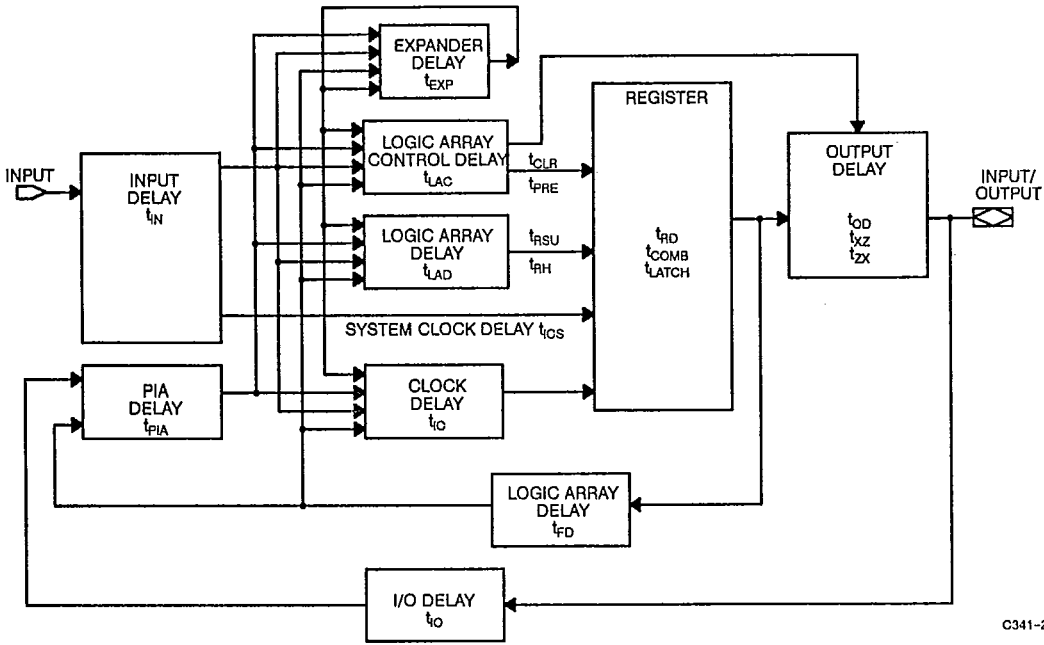 EXPANDER
DELAY
tEXP
REGISTER
LOGIC ARRAY
CONTROL DELAY
tLAC
tCLR
tPRE
OUTPUT
DELAY
tOD
tXZ
tZX
INPUT
INPUT
DELAY
tIN
INPUT/
OUTPUT
LOGIC ARRAY
DELAY
tLAD
tRSU
tRH
tRD
tCOMB
tLATCH
SYSTEM CLOCK DELAY tICS
PIA
DELAY
tPIA
CLOCK
DELAY
tIC
LOGIC ARRAY
DELAY
tFD
I/O DELAY
tIO
C341-2